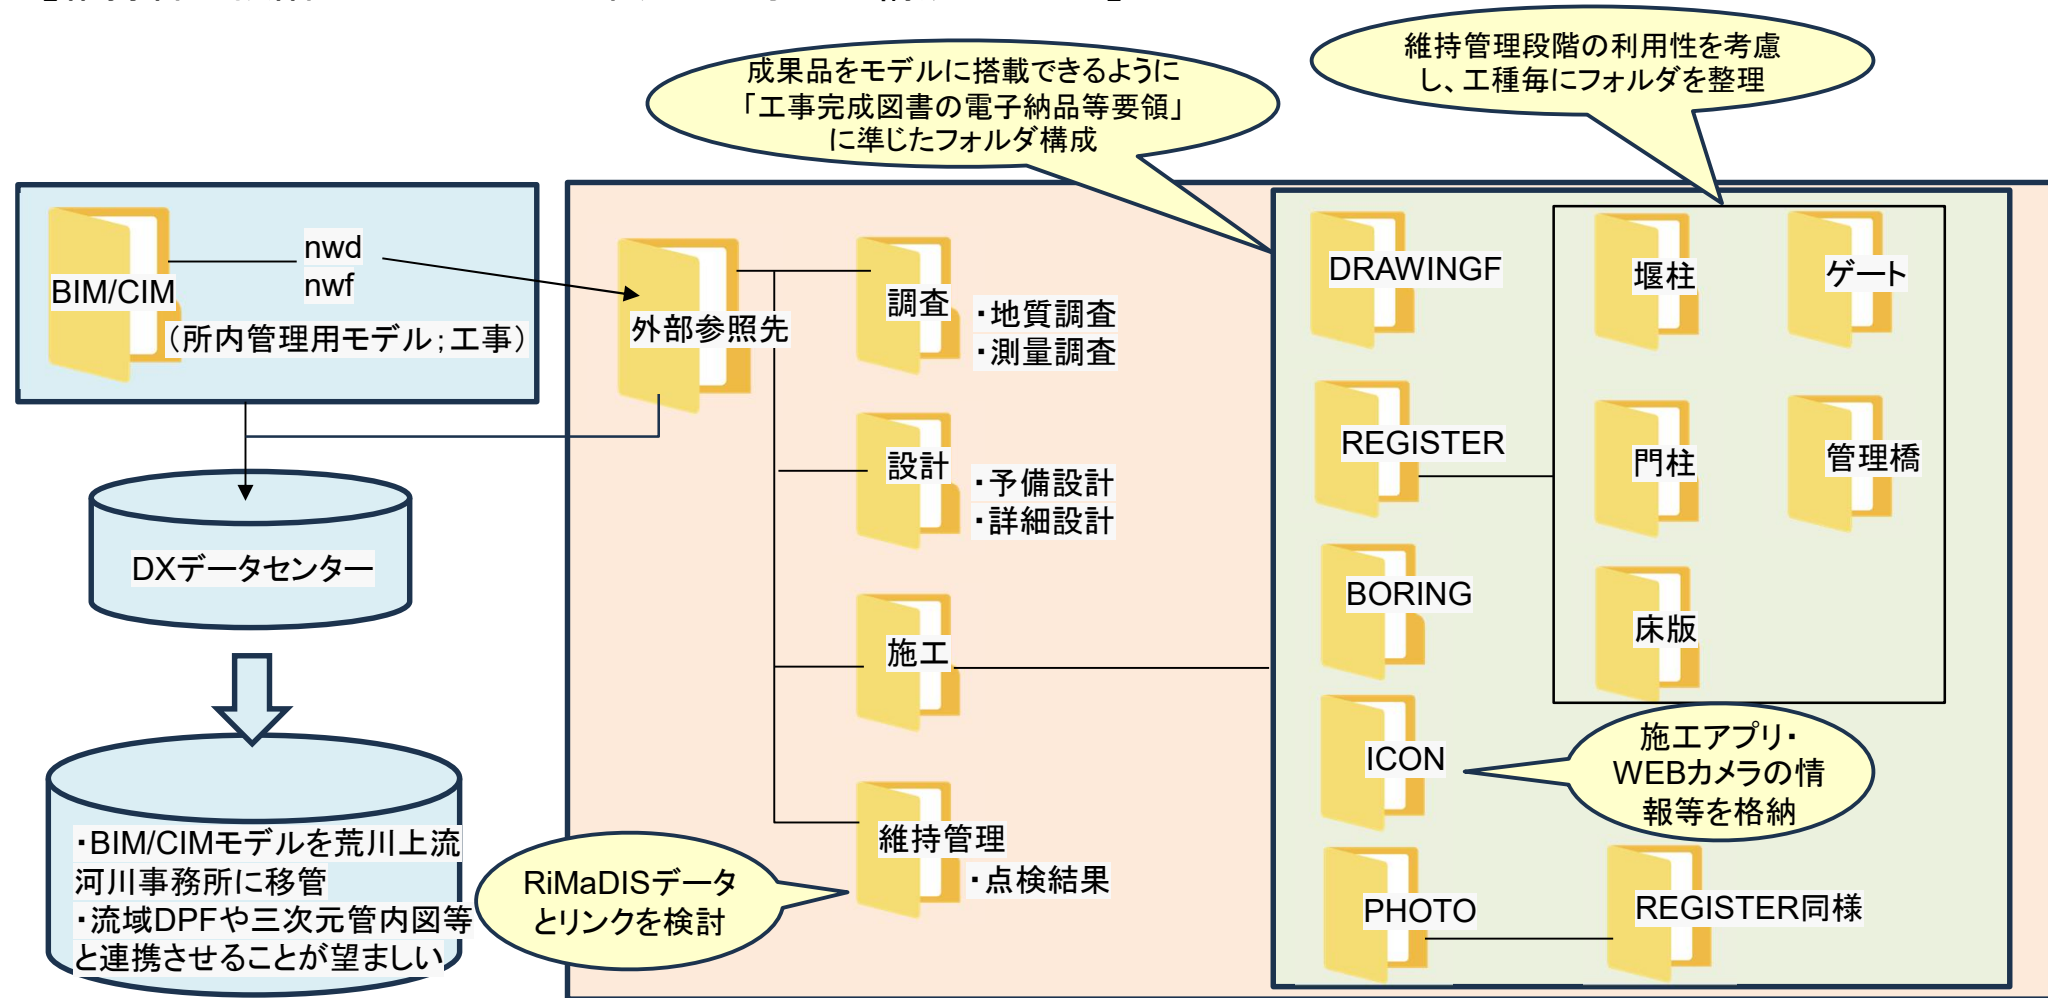 成果品をモデルに搭載できるように
「工事完成図書の電子納品等要領」
に準じたフォルダ構成
維持管理段階の利用性を考慮
し、工種毎にフォルダを整理
BIM/CIM
nwd
nwf
（所内管理用モデル；工事）
DXデータセンター
・BIM/CIMモデルを荒川上流
河川事務所に移管
・流域DPFや三次元管内図等
と連携させることが望ましい
外部参照先
調査
・地質調査
・測量調査
設計
・予備設計
・詳細設計
施工
維持管理
・点検結果
RiMaDISデータ
とリンクを検討
DRAWINGF
REGISTER
BORING
ICON
PHOTO
堰柱
ゲート
門柱
管理橋
床版
施工アプリ・
WEBカメラの情
報等を格納
REGISTER同様